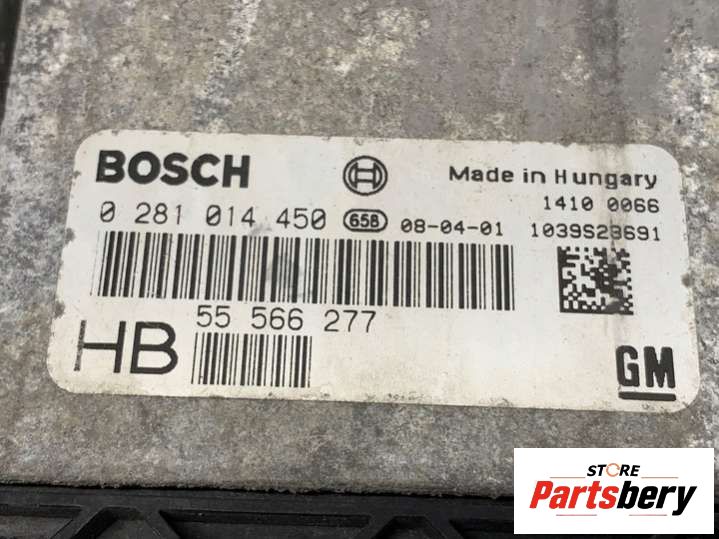 BOSCH
Made in Hungary
1410 0066
0 281 014 450 658 08-04-01 1039S23691
55 566 277
HB
GM
STORE
Partsbery